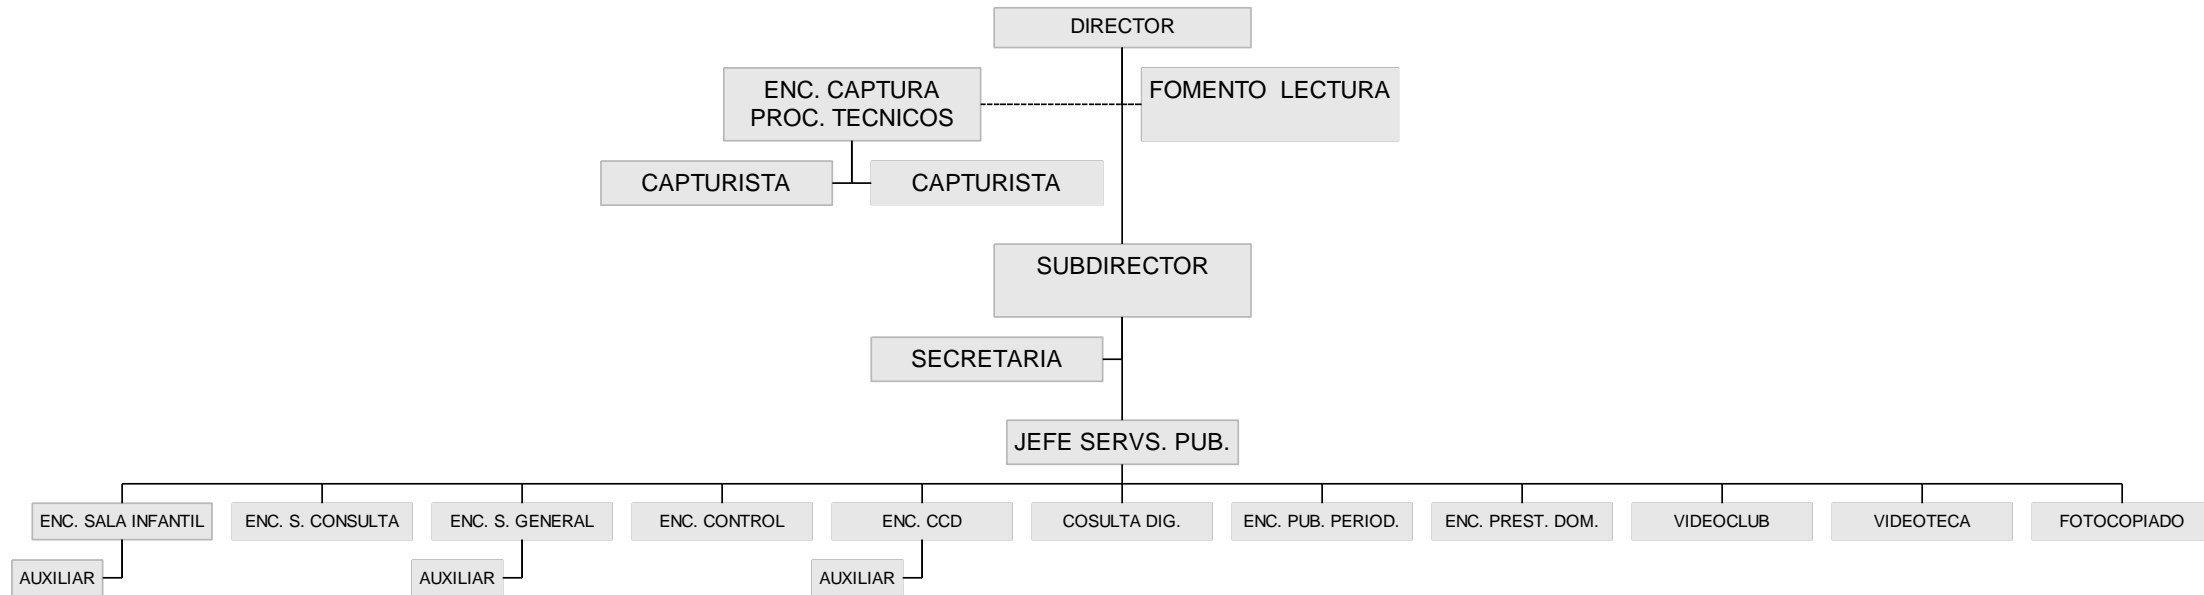 DIRECTOR
ENC. CAPTURA
PROC. TECNICOS
FOMENTO LECTURA
CAPTURISTA
CAPTURISTA
SUBDIRECTOR
SECRETARIA
JEFE SERVS. PUB.
ENC. SALA INFANTIL
ENC. S. CONSULTA
ENC. S. GENERAL
ENC. CONTROL
ENC. CCD
COSULTA DIG.
ENC. PUB. PERIOD.
ENC. PREST. DOM.
VIDEOCLUB
VIDEOTECA
FOTOCOPIADO
AUXILIAR
AUXILIAR
AUXILIAR